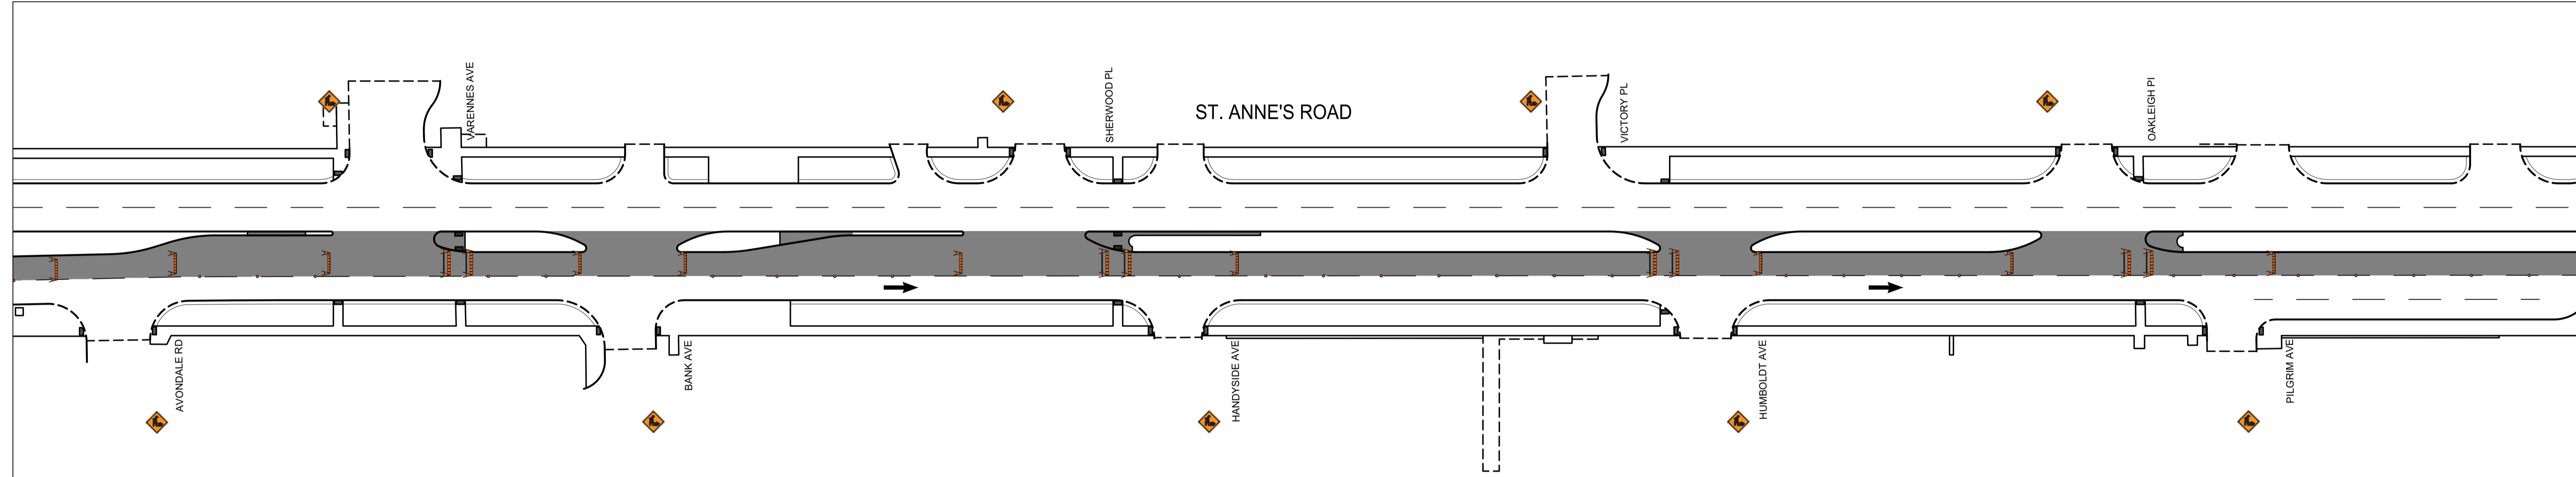 VARENNES AVE
SHERWOOD PL
ST. ANNE'S ROAD
VICTORY PL
OAKLEIGH Pl
AVONDALE RD
BANK AVE
HANDYSIDE AVE
HUMBOLDT AVE
PILGRIM AVE